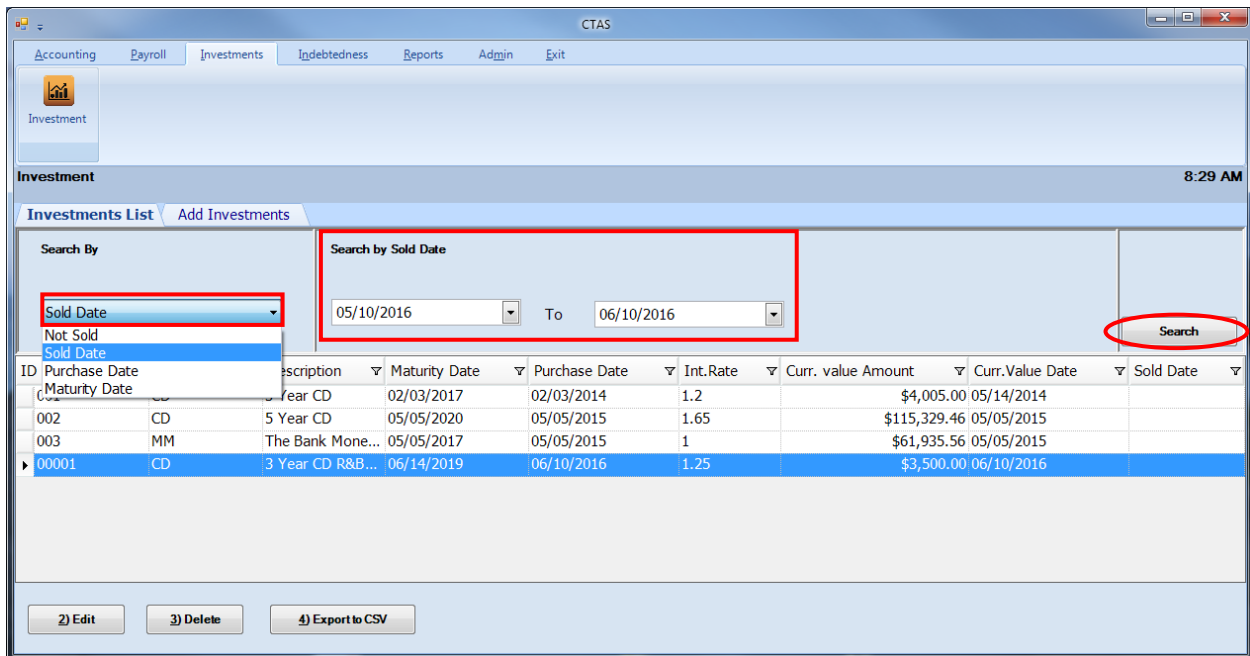 CTAS
Accounting Payroll Investments Indebtedness Reports Admin Exit
Investment
Investment 8:29 AM
Investments List Add Investments
Search By Search by Sold Date
Sold Date 05/10/2016 To 06/10/2016
Search
Not Sold
Sold Date
Purchase Date
Maturity Date
ID escription Maturity Date Purchase Date Int.Rate Curr. value Amount Curr.Value Date Sold Date
001 CD Year CD 02/03/2017 02/03/2014 1.2 $4,005.00 05/14/2014
002 CD 5 Year CD 05/05/2020 05/05/2015 1.65 $115,329.46 05/05/2015
003 MM The Bank Mone... 05/05/2017 05/05/2015 1 $61,935.56 05/05/2015
00001 CD 3 Year CD R&B... 06/14/2019 06/10/2016 1.25 $3,500.00 06/10/2016
2) Edit 3) Delete 4) Export to CSV